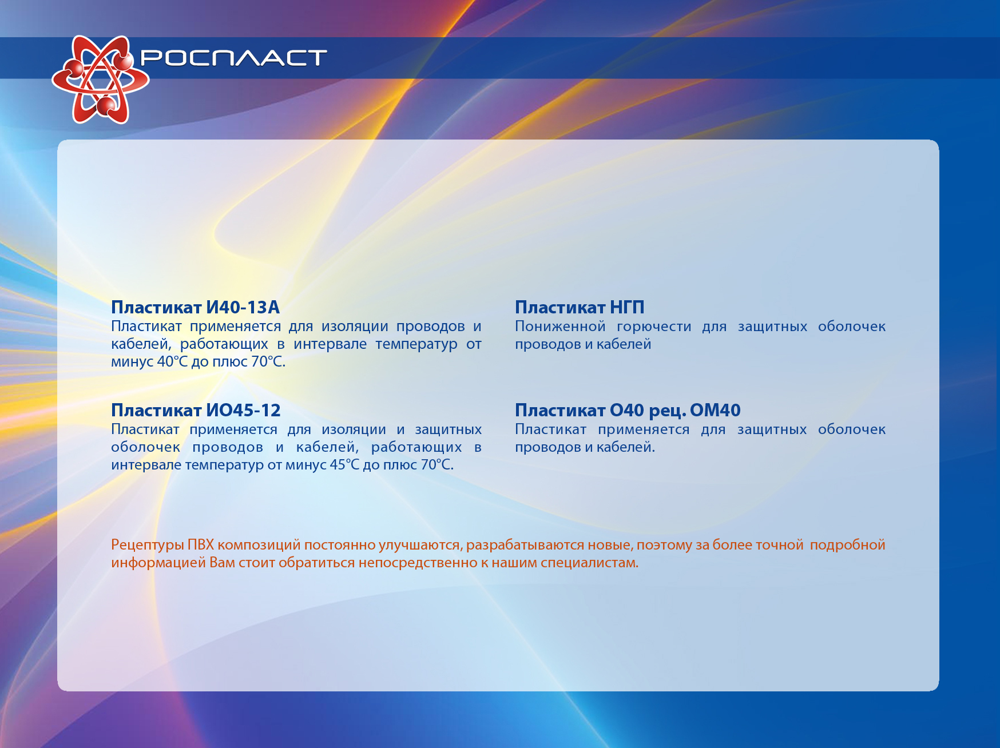 РОСПЛАСТ
Пластикат И40-13А
Пластикат применяется для изоляции проводов и
кабелей, работающих в интервале температур от
минус 40°С до плюс 70°С.
Пластикат НГП
Пониженной горючести для защитных оболочек
проводов и кабелей
Пластикат ИО45-12
Пластикат применяется для изоляции и защитных
оболочек проводов и кабелей, работающих в
интервале температур от минус 45°С до плюс 70°С.
Пластикат О40 рец. ОМ40
Пластикат применяется для защитных оболочек
проводов и кабелей.
Рецептуры ПВХ композиций постоянно улучшаются, разрабатываются новые, поэтому за более точной подробной
информацией Вам стоит обратиться непосредственно к нашим специалистам.